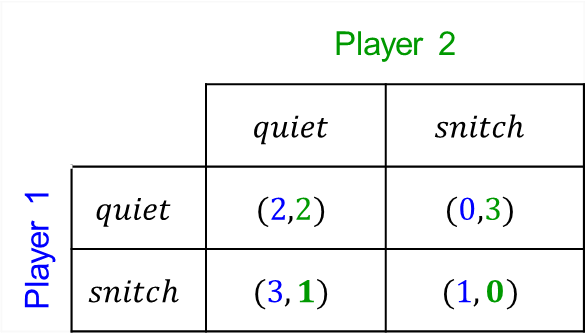 Player 2
quiet snitch
Player 1
quiet (2,2) (0,3)
snitch (3, 1) (1, 0)